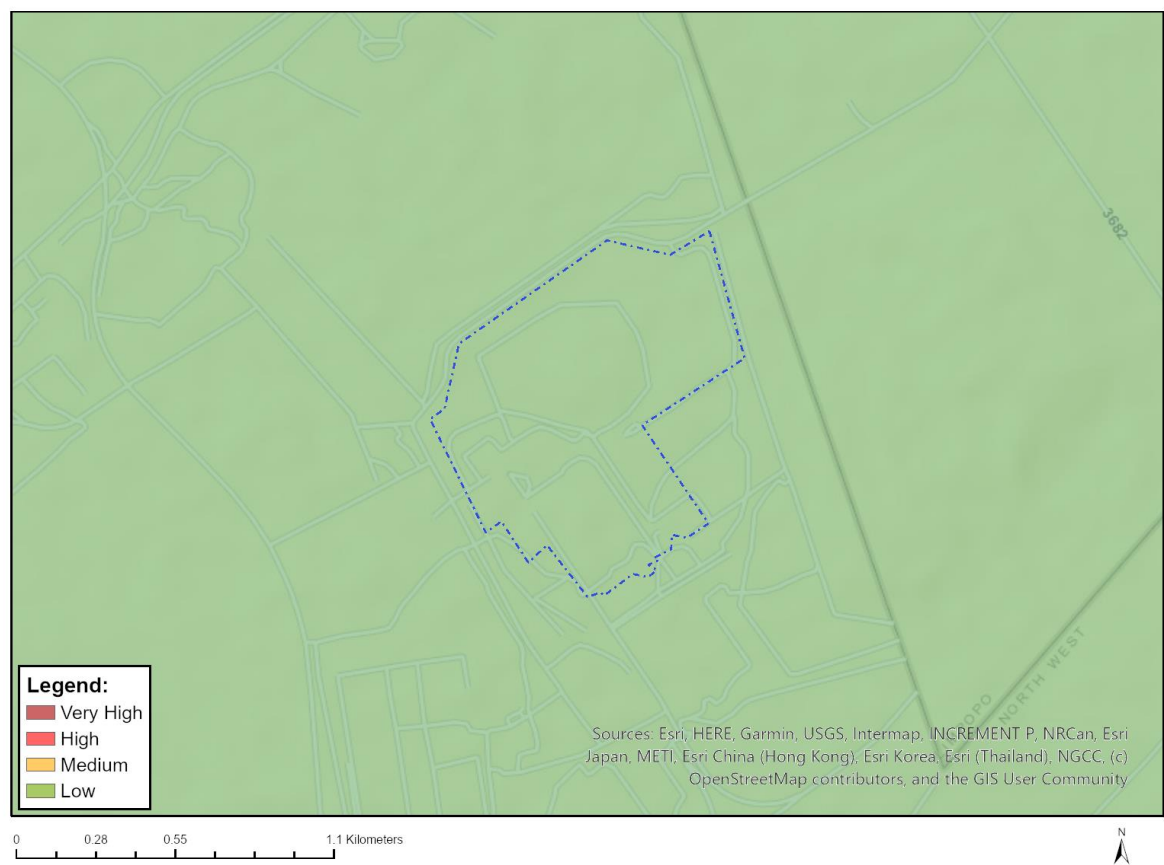 3682
NORTH WEST
Legend:
Very High
High
Medium
Low
Sources: Esri, HERE, Garmin, USGS, Intermap, INCREMENT P, NRCan, Esri
Japan, METI, Esri China (Hong Kong), Esri Korea, Esri (Thailand), NGCC, (c)
OpenStreetMap contributors, and the GIS User Community
0 0.28 0.55 1.1 Kilometers
N